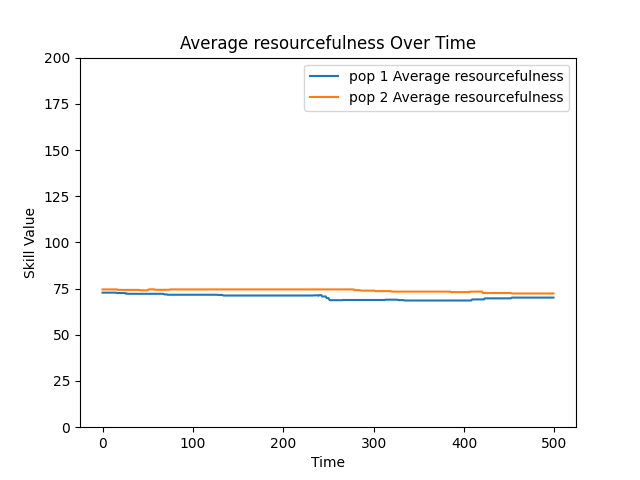 Average resourcefulness Over Time
pop 1 Average resourcefulness
pop 2 Average resourcefulness
Skill Value
200
175
150
125
100
75
50
25
0
0 100 200 300 400 500
Time